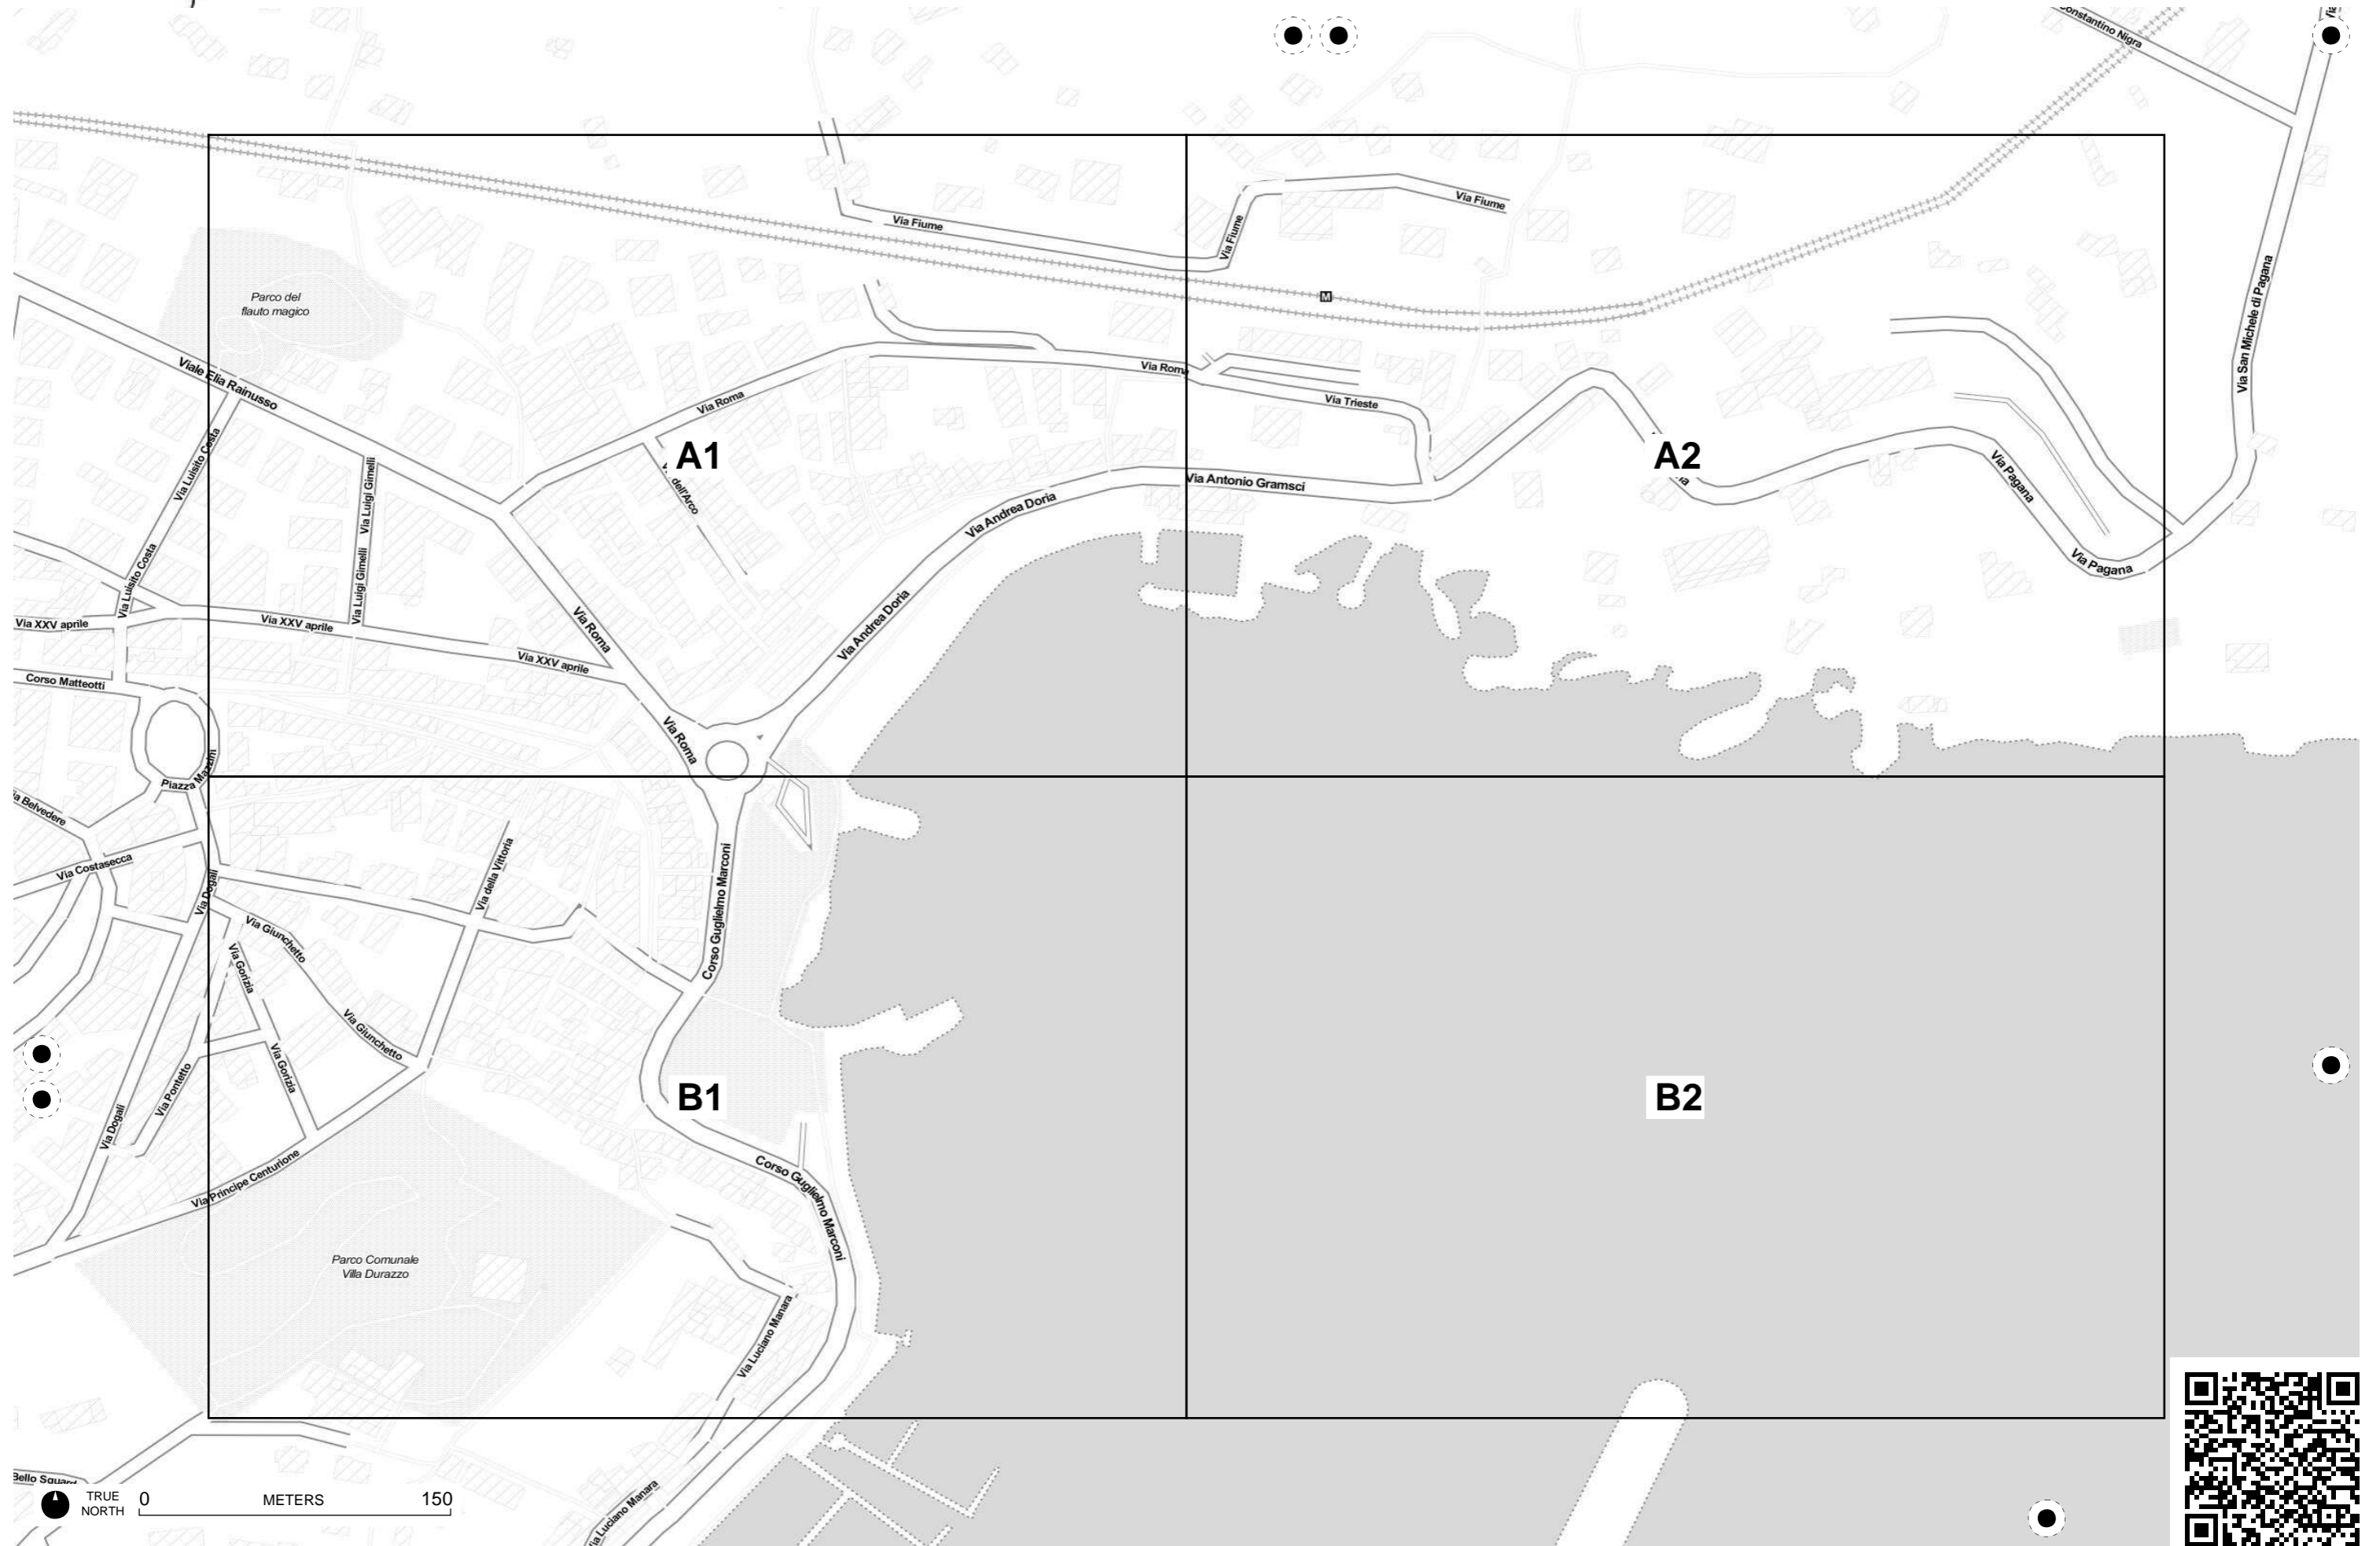 Constantino Nigra
Via Fiume
Via Fiume
Via Fiume
M
Via San Michele di Pagana
Parco del
flauto magico
Viale Elia Rainusso
Via Roma
Via Trieste
Via Roma
A1
A2
Via Luisito Costa
Via Luigi Gimelli
dell'Arco
Via Antonio Gramsci
Via Andrea Doria
Via Pagana
Via Luisito Costa
Via Luigi Gimelli
Via Pagana
Via XXV aprile
Via XXV aprile
Via Roma
Via Andrea Doria
Via XXV aprile
Corso Matteotti
Via Roma
Piazza Mazzini
Via Belvedere
Via Costasecca
Via Dogali
Via della Vittoria
Corso Guglielmo Marconi
Via Giunchetto
Via Gorizia
Via Giunchetto
Via Gorizia
Via Pontetto
Via Dogali
B1
B2
Via Principe Centurione
Corso Guglielmo Marconi
Parco Comunale
Villa Durazzo
Via Luciano Manara
Bello Sguard
Via Luciano Manara
TRUE
NORTH
0 METERS 150